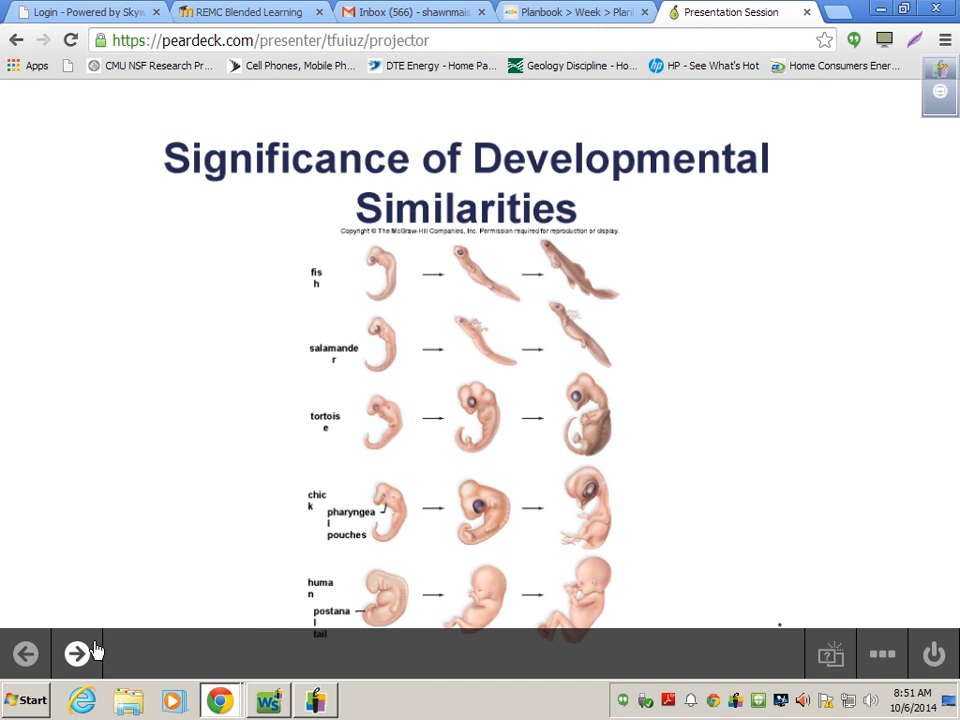 Login - Powered by Skyw
REMC Blended Learning
Inbox (566) - shawnmais
Planbook > Week > Plan
Presentation Session
https://peardeck.com/presenter/tfuiuz/projector
Apps
CMU NSF Research Pr...
Cell Phones, Mobile Ph...
DTE Energy - Home Pa...
Geology Discipline - Ho...
HP - See What's Hot
Home Consumers Ener...
Significance of Developmental
Similarities
Copyright © The McGraw-Hill Companies, Inc. Permission required for reproduction or display.
fis
h
salamande
r
tortois
e
chic
k
pharyngea
l
pouches
huma
n
postana
l
tail
*
Start
8:51 AM
10/6/2014